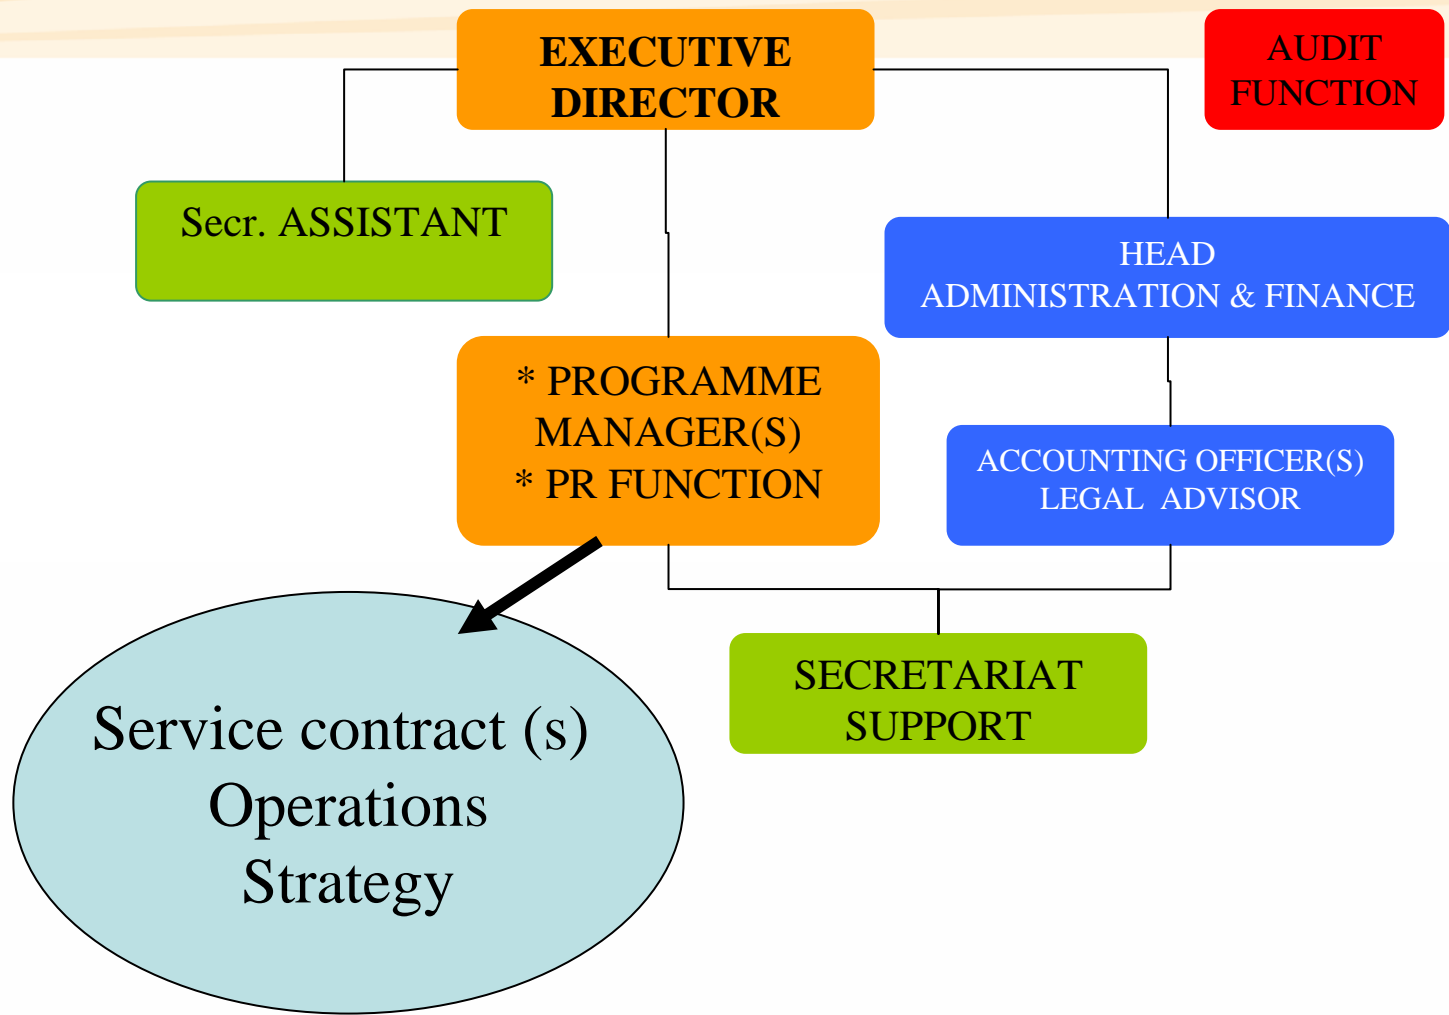 EXECUTIVE
DIRECTOR
AUDIT
FUNCTION
Secr. ASSISTANT
HEAD
ADMINISTRATION & FINANCE
* PROGRAMME
MANAGER(S)
* PR FUNCTION
ACCOUNTING OFFICER(S)
LEGAL ADVISOR
SECRETARIAT
SUPPORT
Service contract (s)
Operations
Strategy